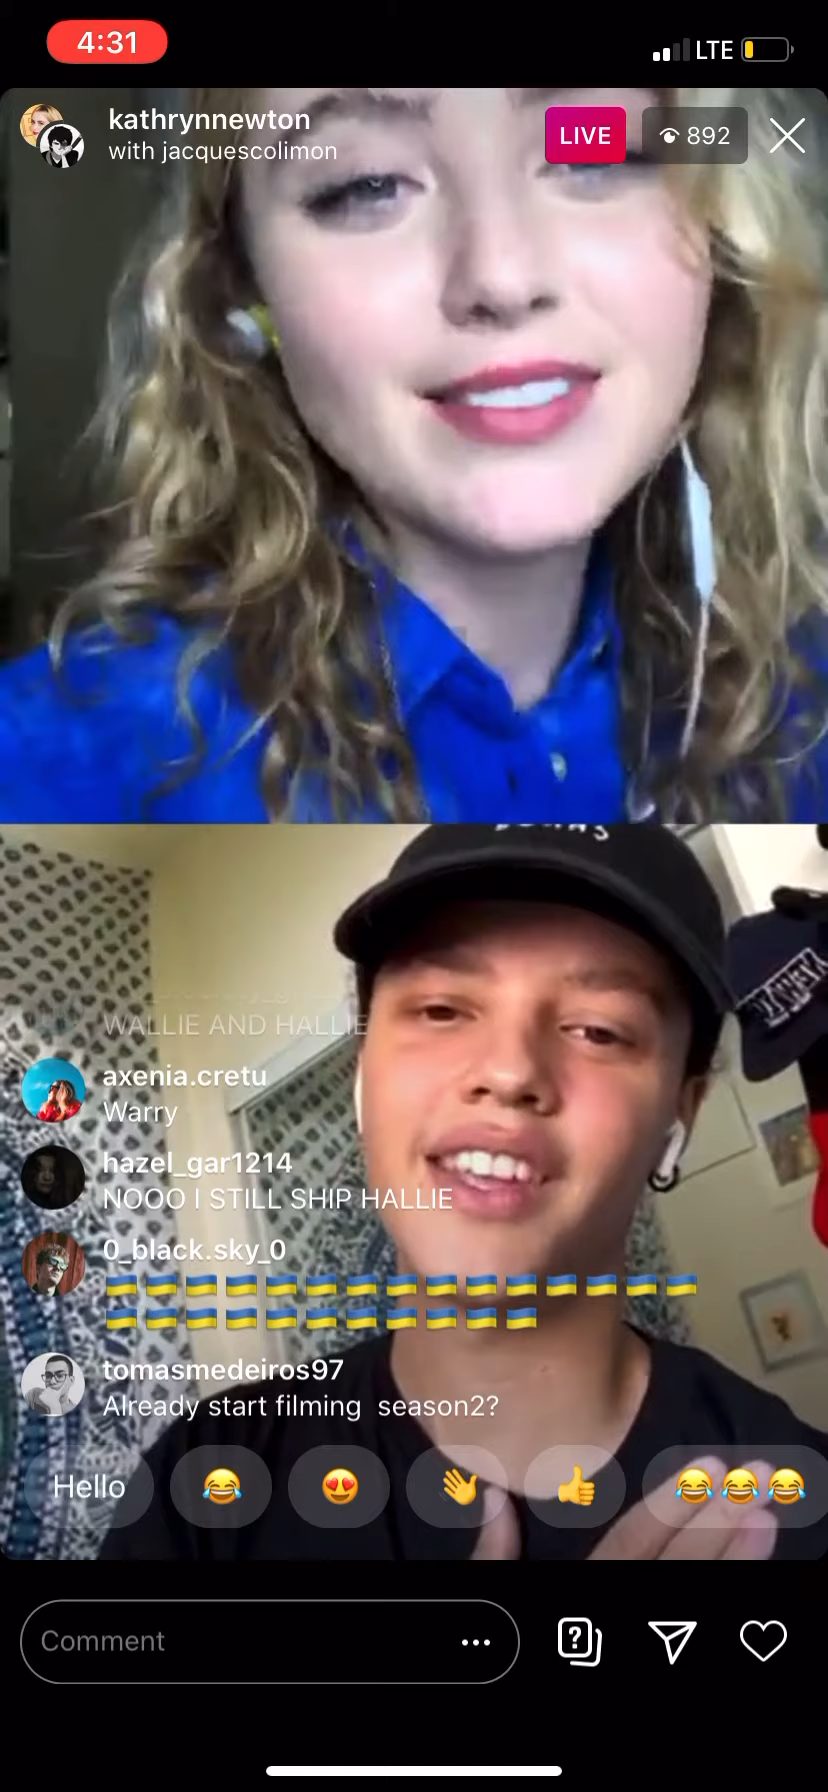 4:31
LTE
kathrynnewton
with jacquescolimon
LIVE
892
WALLIE AND HALLIE
axenia.cretu
Warry
hazel_gar1214
NOOO I STILL SHIP HALLIE
0_black.sky_0
tomasmedeiros97
Already start filming season2?
Hello
Comment
?